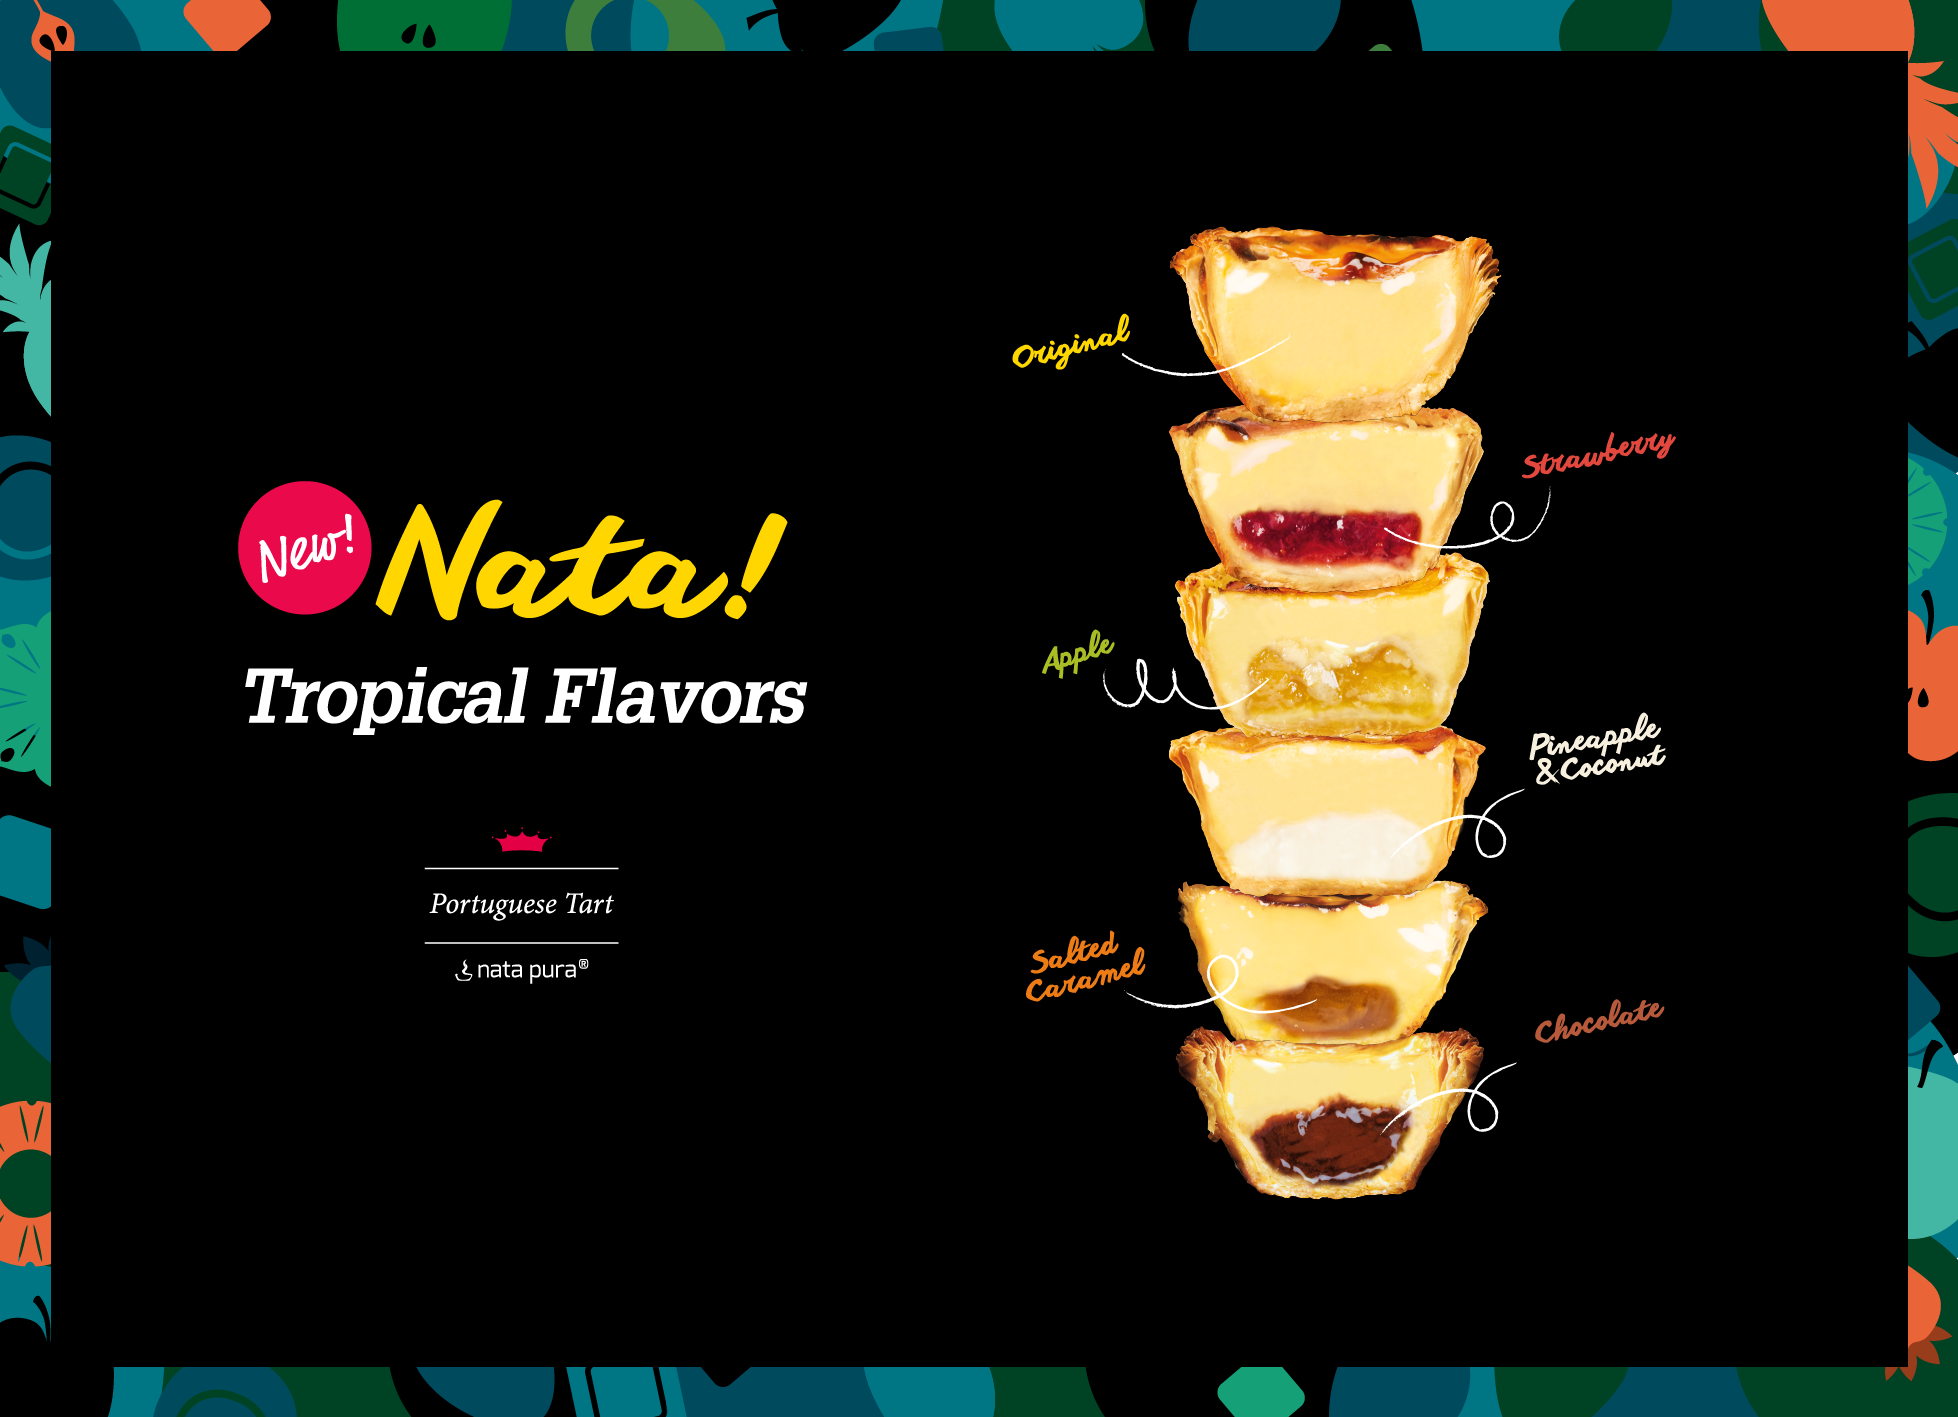 New!
Nata!
Tropical Flavors
Portuguese Tart
nata pura®
Original
Strawberry
Apple
Pineapple
&Coconut
Salted
Caramel
Chocolate